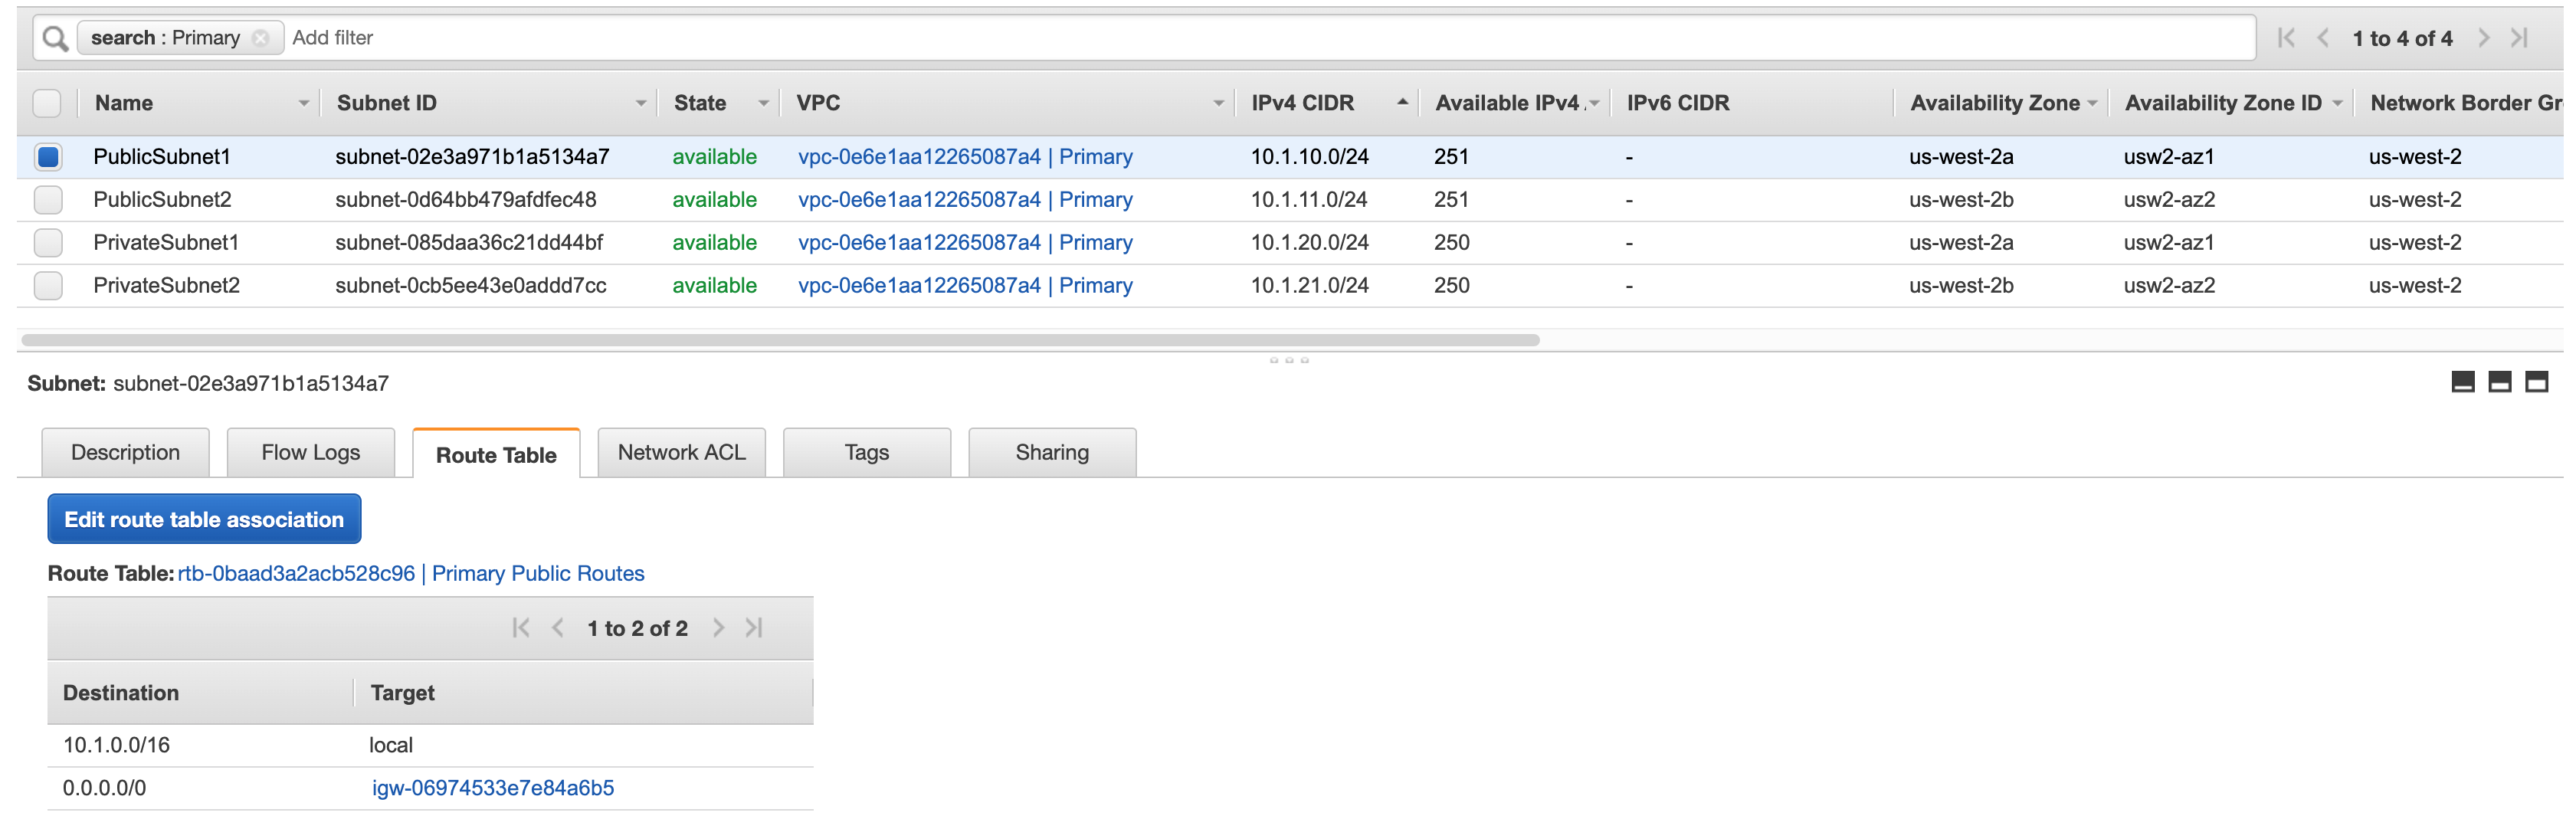 search : Primary Add filter 1 to 4 of 4
Name Subnet ID State VPC IPv4 CIDR Available IPv4 IPv6 CIDR Availability Zone Availability Zone ID Network Border Gr
PublicSubnet1 subnet-02e3a971b1a5134a7 available vpc-0e6e1aa12265087a4 | Primary 10.1.10.0/24 251 - us-west-2a usw2-az1 us-west-2
PublicSubnet2 subnet-0d64bb479afdfec48 available vpc-0e6e1aa12265087a4 | Primary 10.1.11.0/24 251 - us-west-2b usw2-az2 us-west-2
PrivateSubnet1 subnet-085daa36c21dd44bf available vpc-0e6e1aa12265087a4 | Primary 10.1.20.0/24 250 - us-west-2a usw2-az1 us-west-2
PrivateSubnet2 subnet-0cb5ee43e0addd7cc available vpc-0e6e1aa12265087a4 | Primary 10.1.21.0/24 250 - us-west-2b usw2-az2 us-west-2
Subnet: subnet-02e3a971b1a5134a7
Description Flow Logs Route Table Network ACL Tags Sharing
Edit route table association
Route Table: rtb-0baad3a2acb528c96 | Primary Public Routes
1 to 2 of 2
Destination Target
10.1.0.0/16 local
0.0.0.0/0 igw-06974533e7e84a6b5